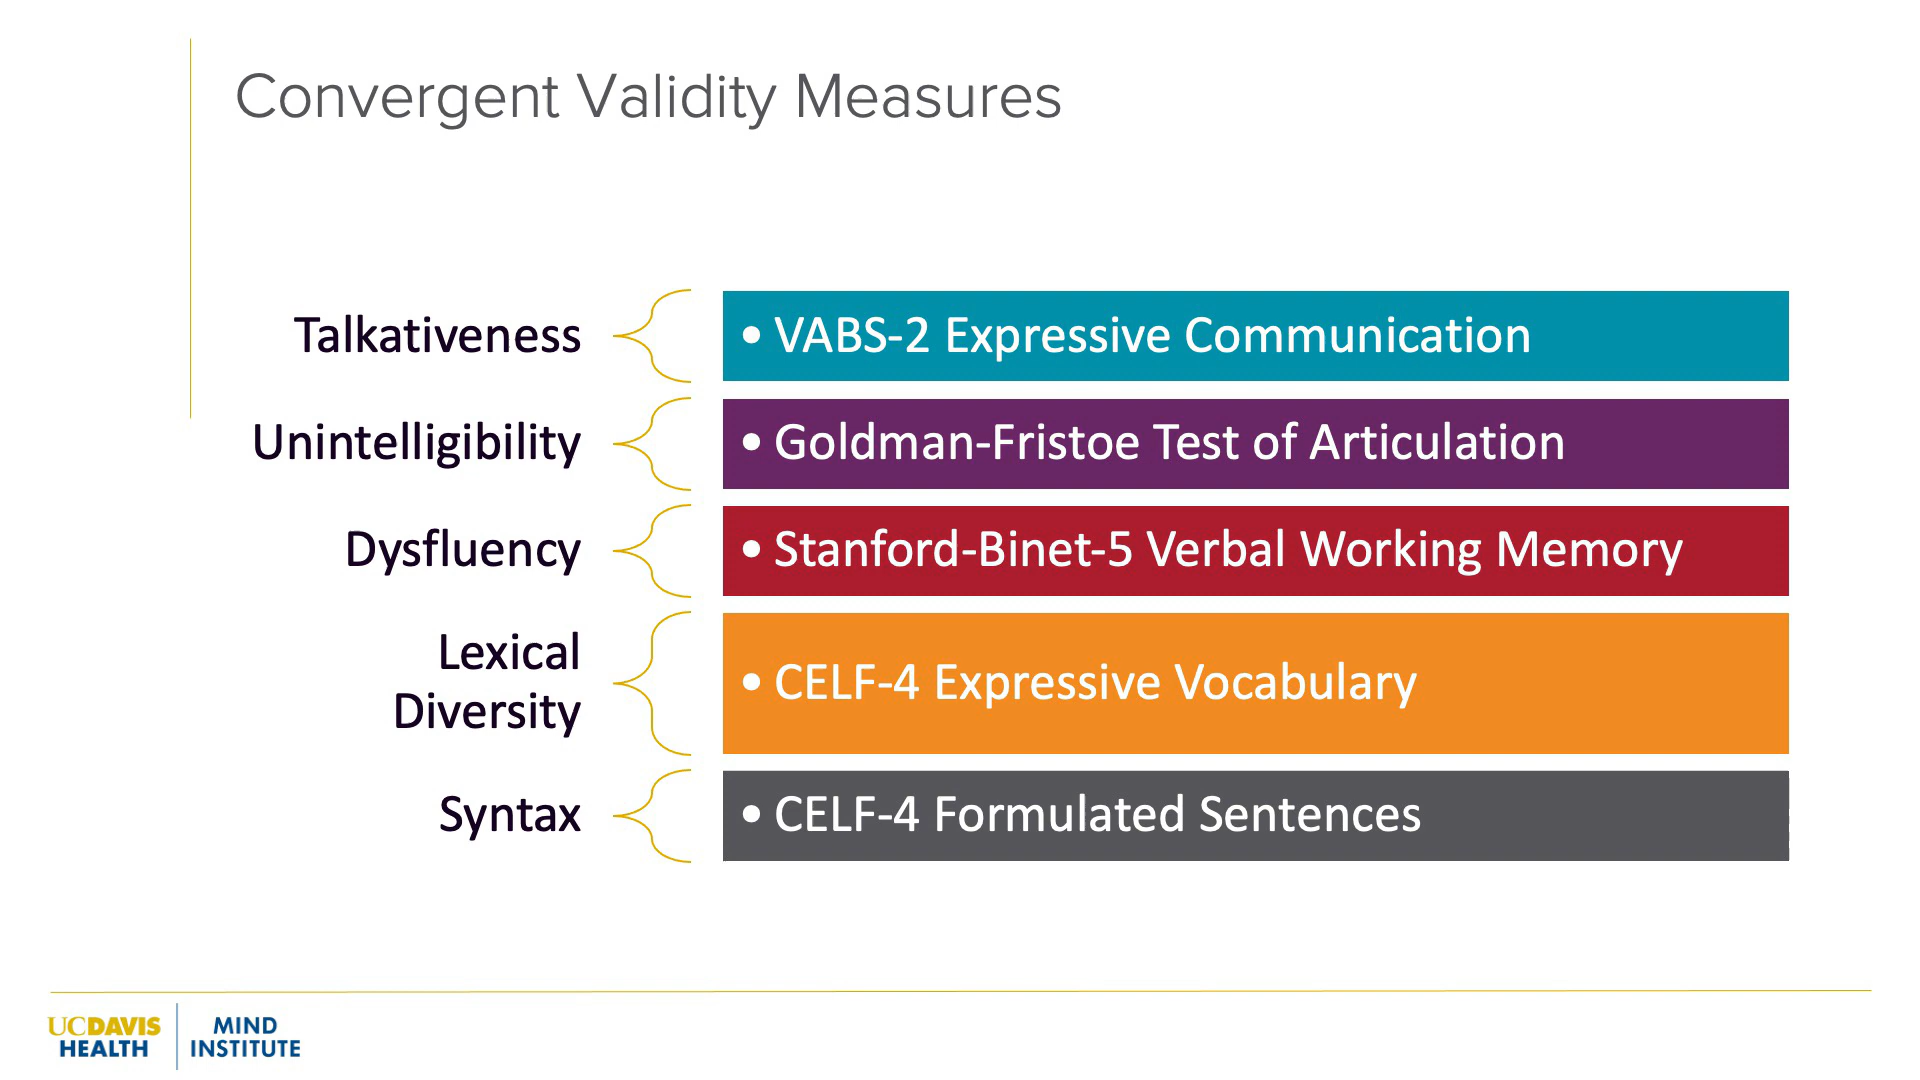 Convergent Validity Measures
Talkativeness
• VABS-2 Expressive Communication
Unintelligibility
• Goldman-Fristoe Test of Articulation
Dysfluency
• Stanford-Binet-5 Verbal Working Memory
Lexical
Diversity
• CELF-4 Expressive Vocabulary
Syntax
• CELF-4 Formulated Sentences
UCDAVIS
HEALTH
MIND
INSTITUTE